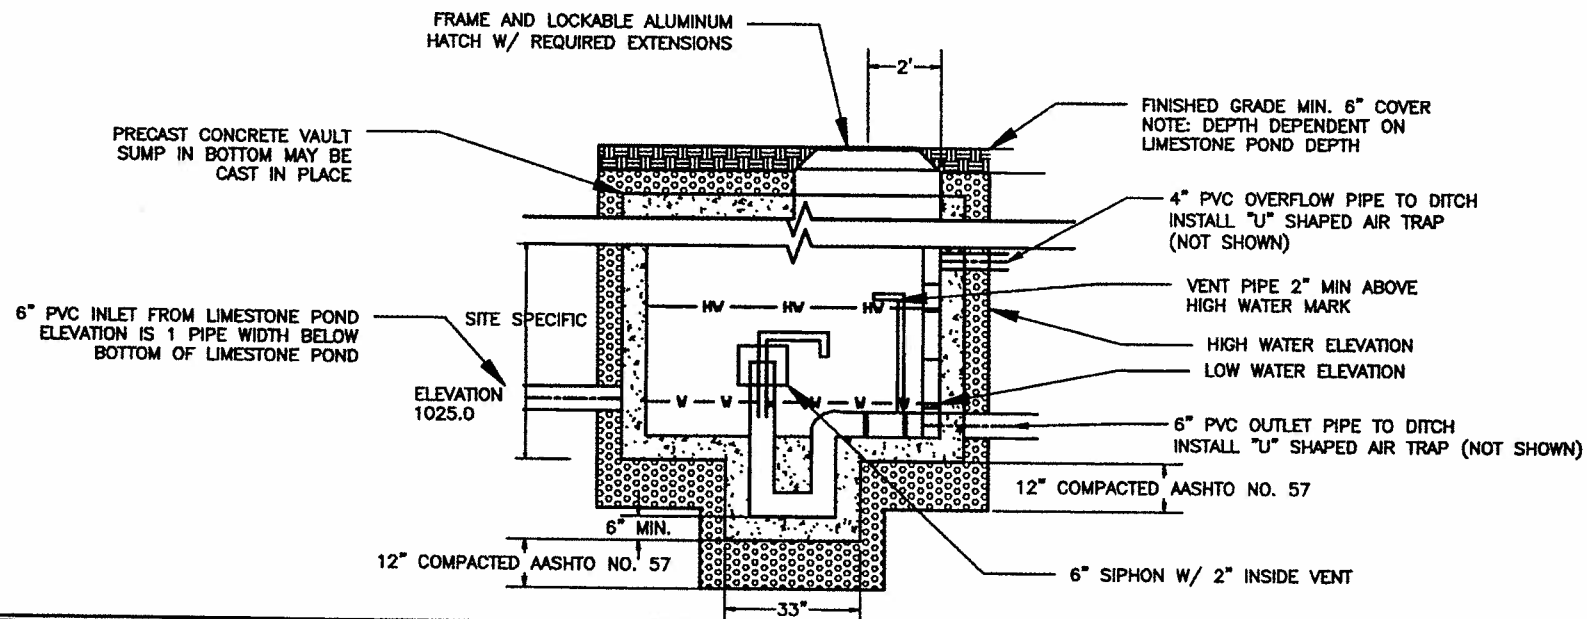 FRAME AND LOCKABLE ALUMINUM
HATCH W/ REQUIRED EXTENSIONS
2'
FINISHED GRADE MIN. 6" COVER
NOTE: DEPTH DEPENDENT ON
LIMESTONE POND DEPTH
PRECAST CONCRETE VAULT
SUMP IN BOTTOM MAY BE
CAST IN PLACE
4" PVC OVERFLOW PIPE TO DITCH
INSTALL "U" SHAPED AIR TRAP
(NOT SHOWN)
VENT PIPE 2" MIN ABOVE
HIGH WATER MARK
HW HW HW
6" PVC INLET FROM LIMESTONE POND
ELEVATION IS 1 PIPE WIDTH BELOW
BOTTOM OF LIMESTONE POND
SITE SPECIFIC
HIGH WATER ELEVATION
LOW WATER ELEVATION
ELEVATION
1025.0
W W W W W W
6" PVC OUTLET PIPE TO DITCH
INSTALL "U" SHAPED AIR TRAP (NOT SHOWN)
12" COMPACTED AASHTO NO. 57
6" MIN.
12" COMPACTED AASHTO NO. 57
6" SIPHON W/ 2" INSIDE VENT
33"